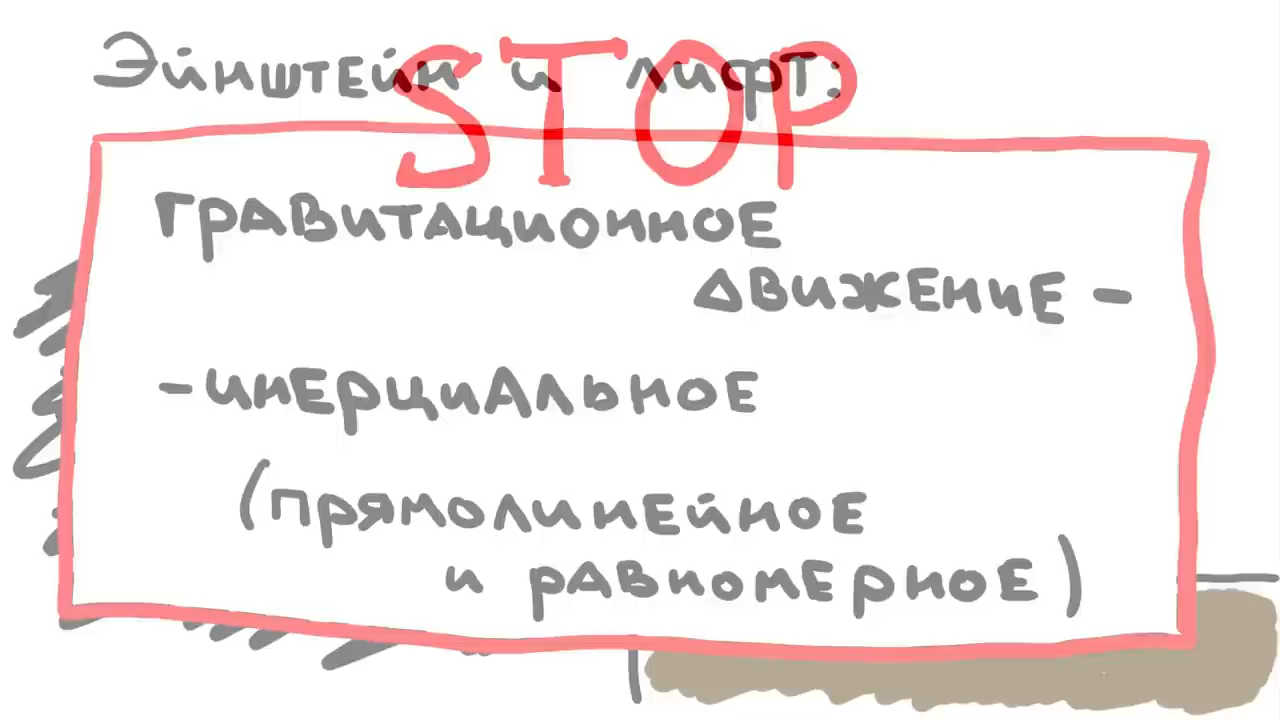 Эйнштейн и лифт:
STOP
ГРАВИТАЦИОННОЕ
ДВИЖЕНИЕ -
- ИНЕРЦИАЛЬНОЕ
(ПРЯМОЛИНЕЙНОЕ
и РАВНОМЕРНОЕ)